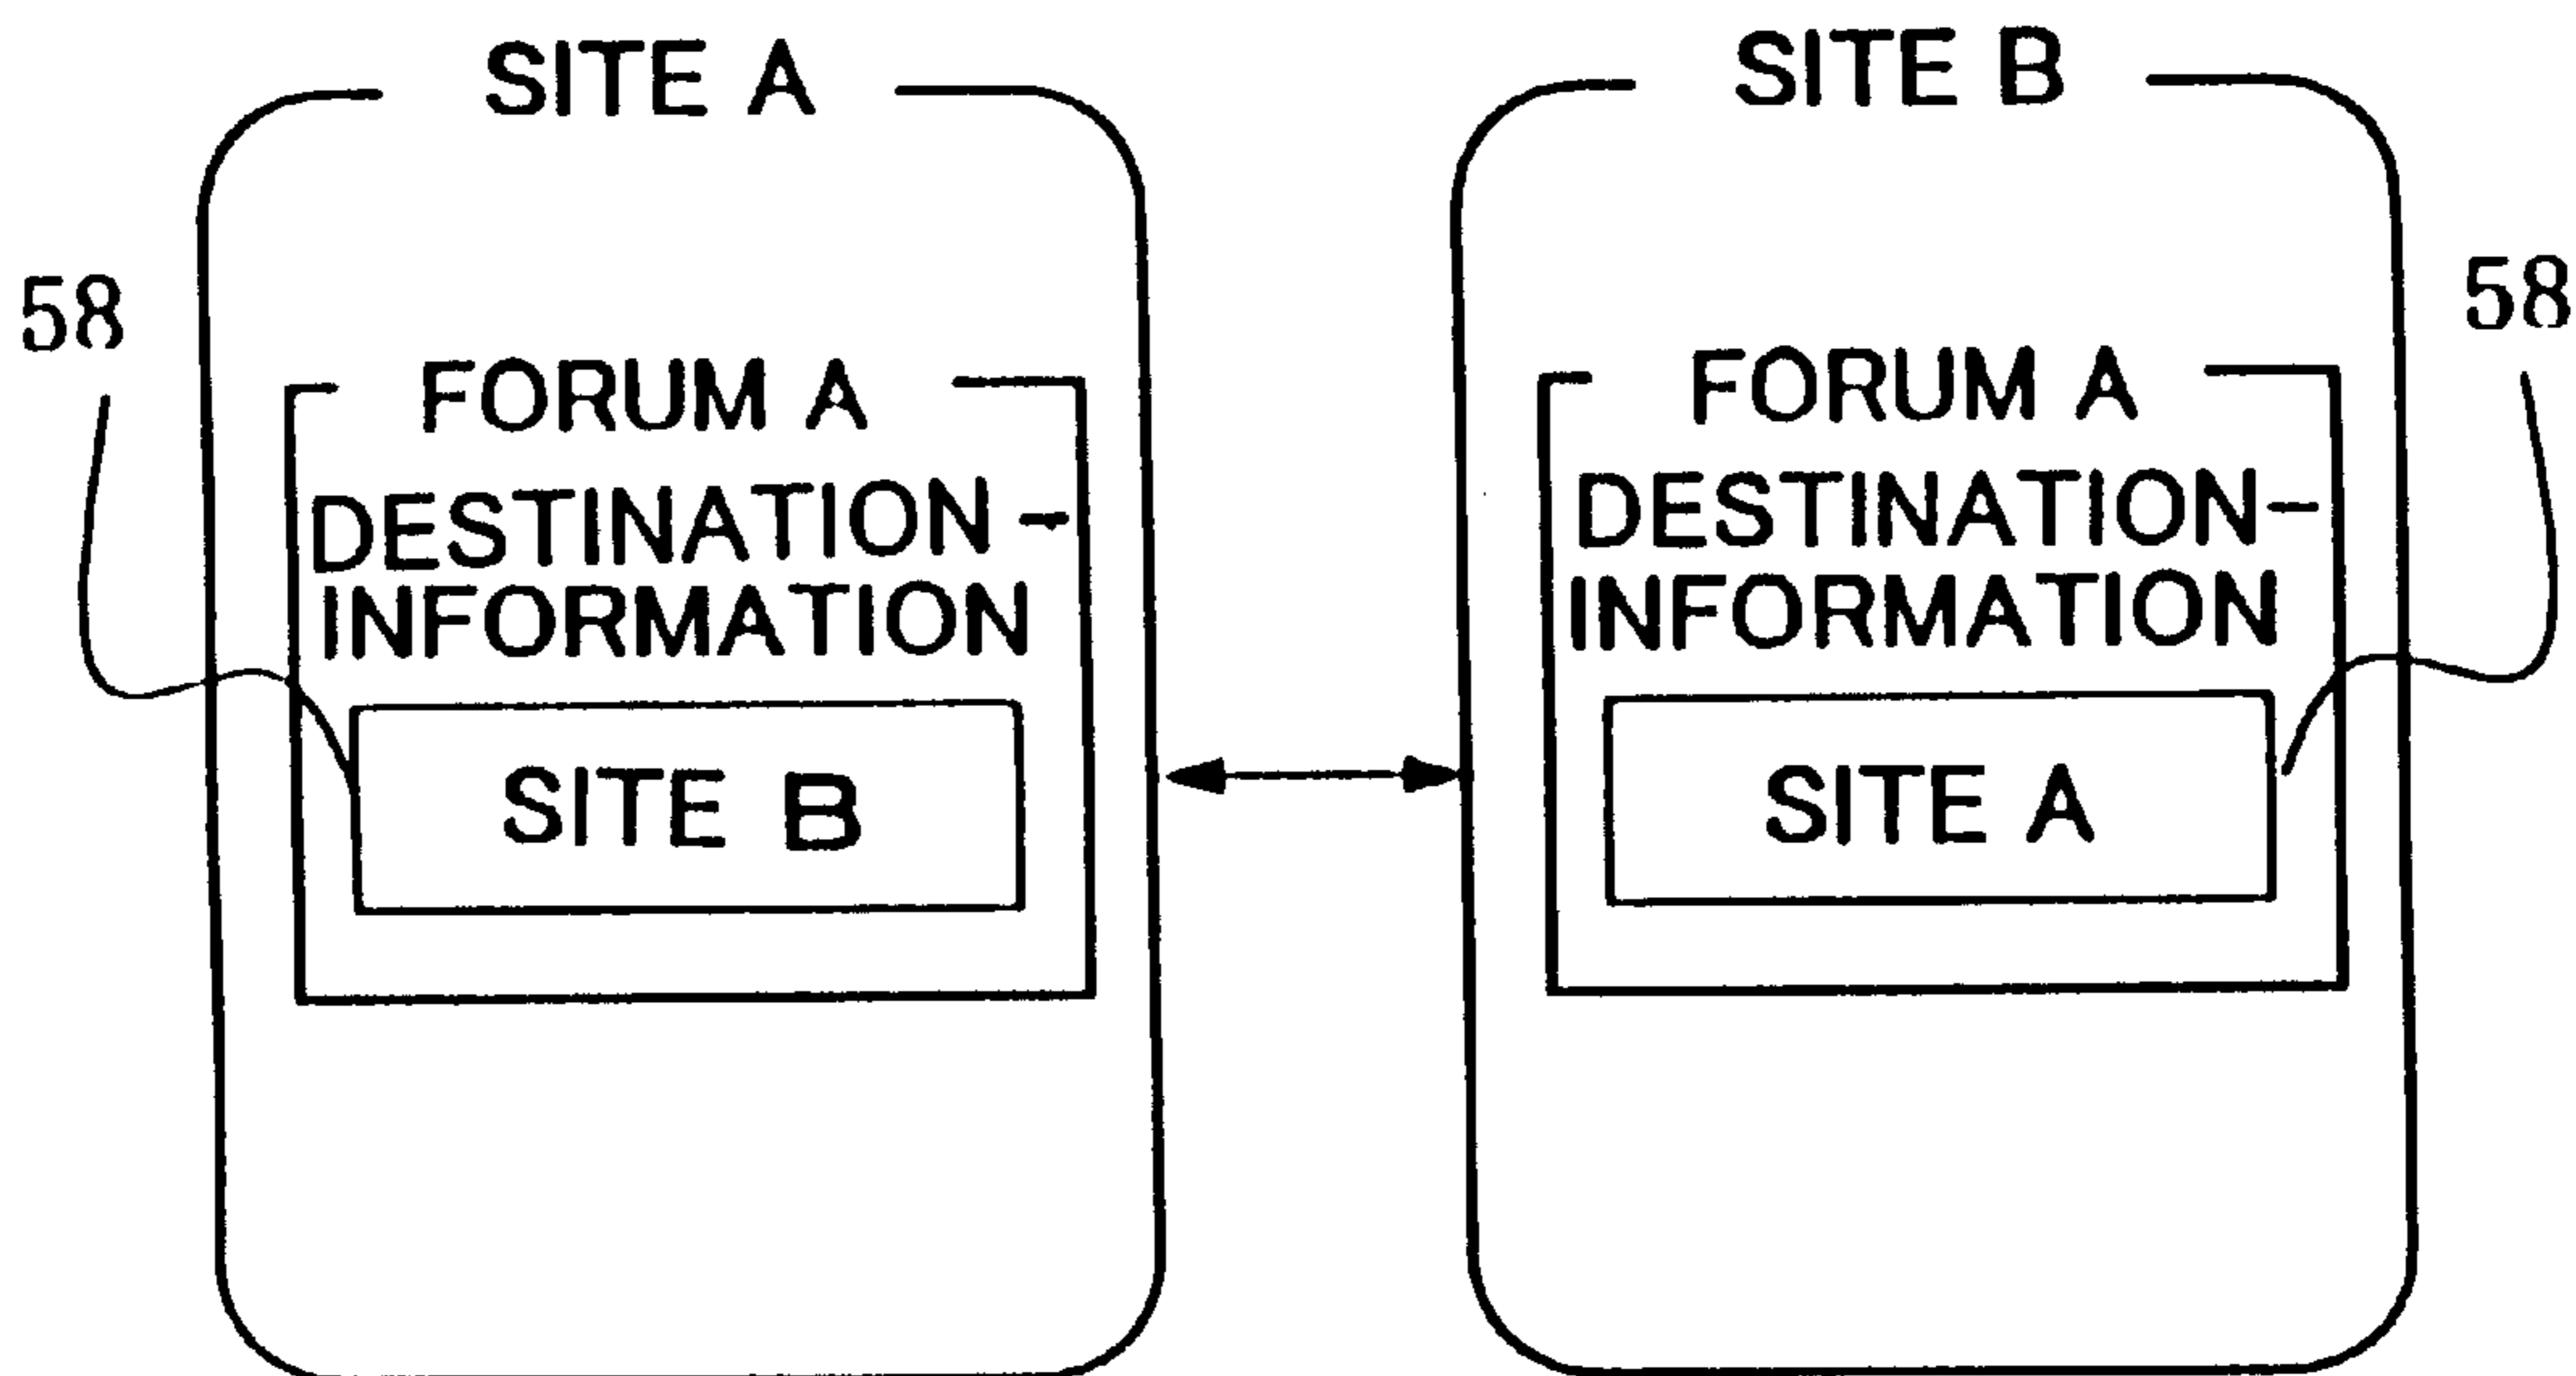 SITE A
58
FORUM A
DESTINATION-
INFORMATION
SITE B
SITE B
58
FORUM A
DESTINATION-
INFORMATION
SITE A